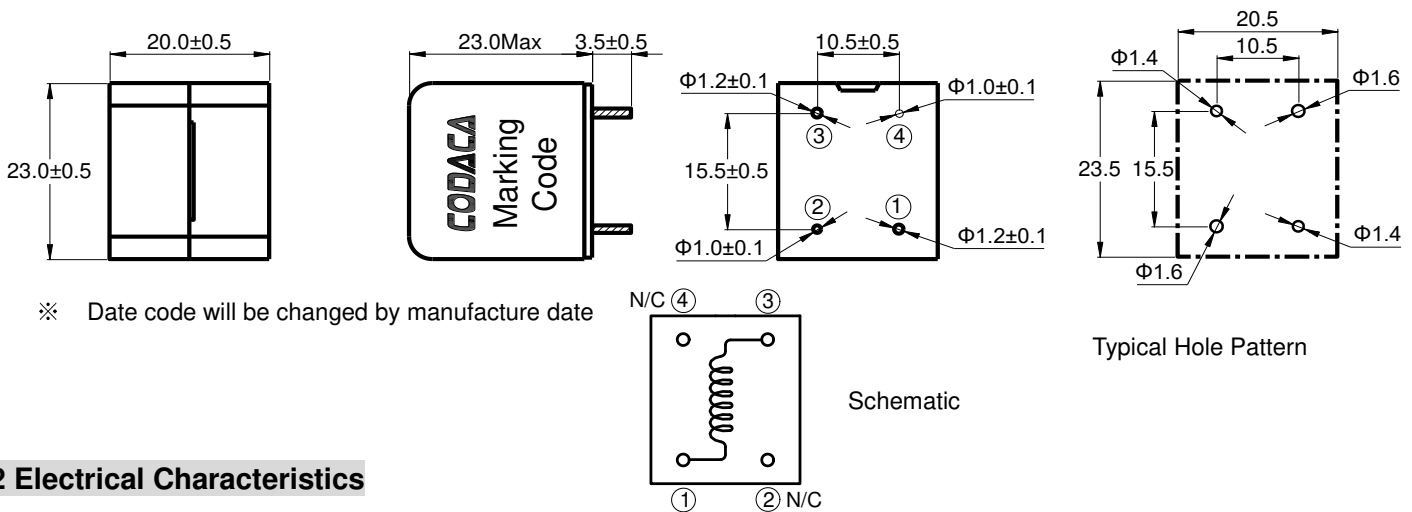 20.0±0.5
23.0±0.5
23.0Max
3.5±0.5
CODACA
Marking
Code
10.5±0.5
Φ1.2±0.1
Φ1.0±0.1
③
④
15.5±0.5
②
①
Φ1.0±0.1
Φ1.2±0.1
20.5
10.5
Φ1.4
Φ1.6
23.5
15.5
Φ1.6
Φ1.4
Typical Hole Pattern
※ Date code will be changed by manufacture date
N/C ④ ③
Schematic
① ② N/C
2 Electrical Characteristics